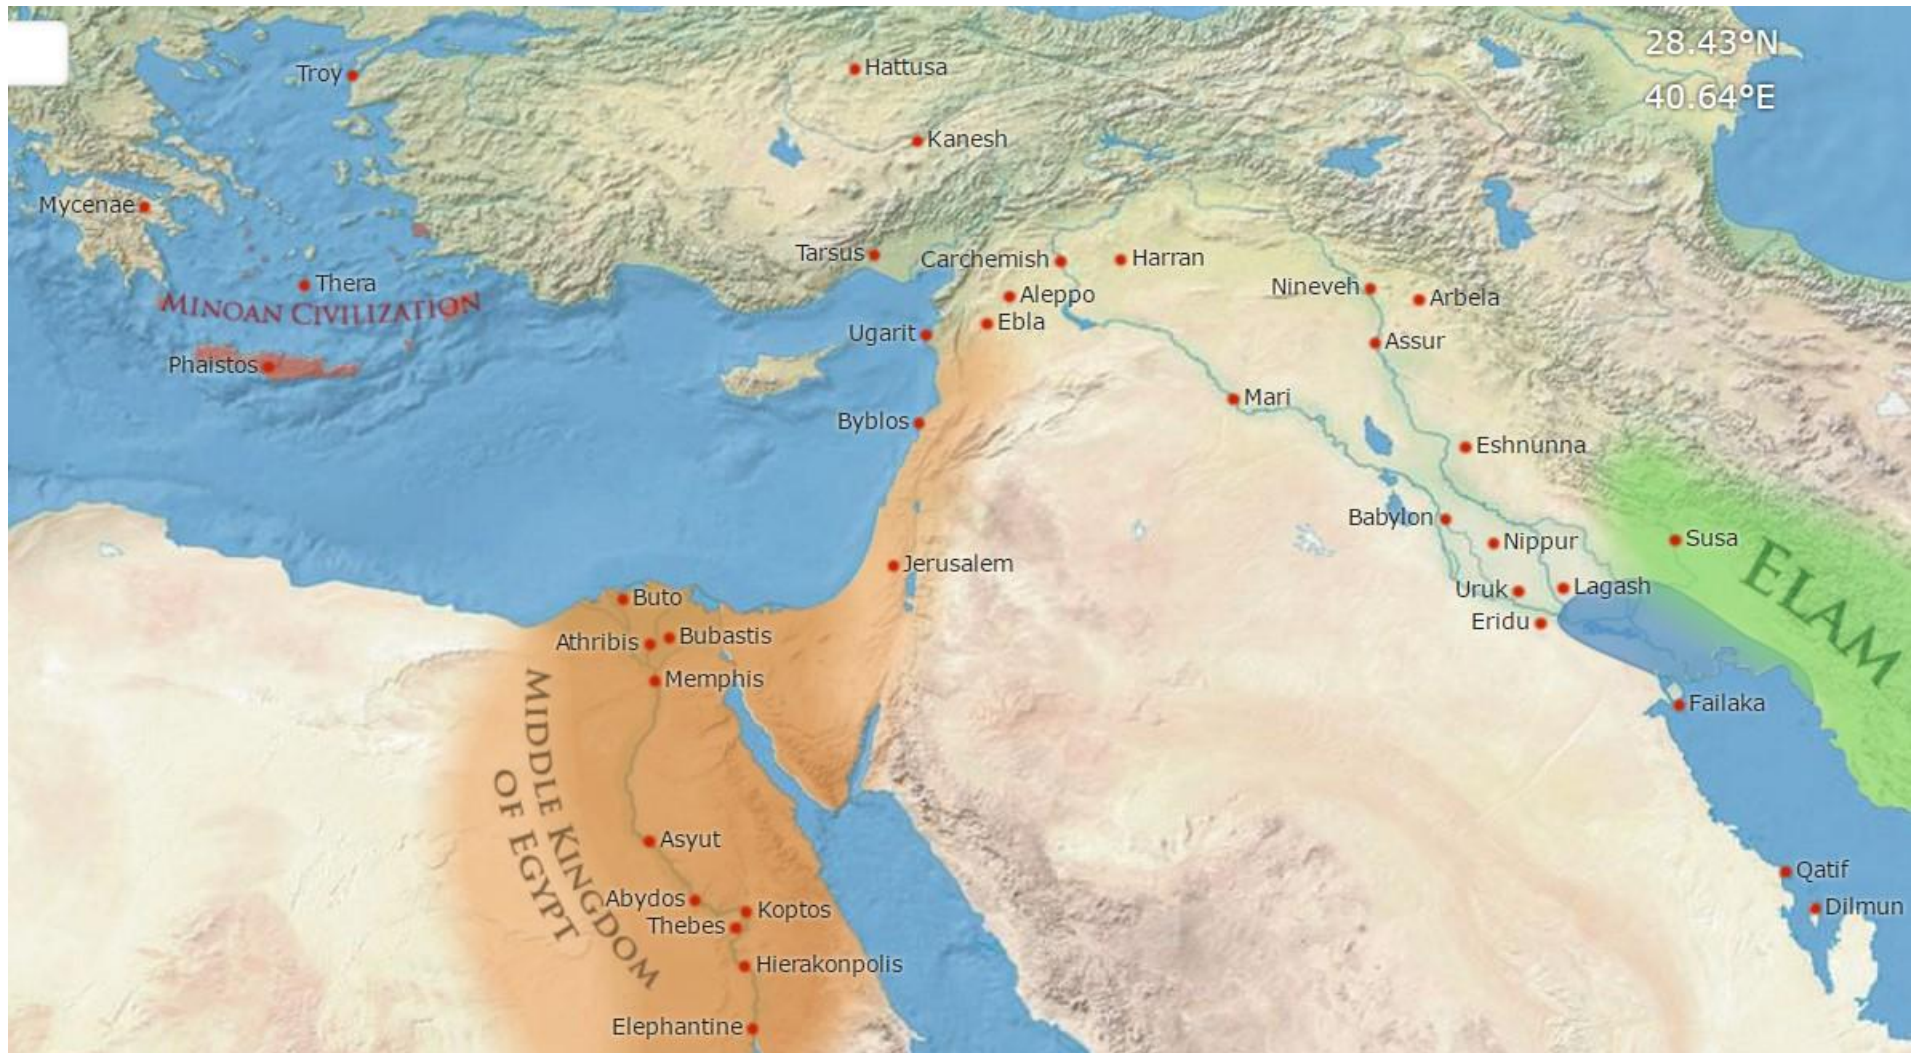 28.43°N
40.64°E
Troy
Hattusa
Kanesh
Mycenae
Tarsus
Carchemish
Harran
Thera
Aleppo
Nineveh
Arbela
MINOAN CIVILIZATION
Ugarit
Ebla
Assur
Phaistos
Mari
Byblos
Eshnunna
Babylon
Nippur
Susa
ELAM
Jerusalem
Uruk
Lagash
Buto
Eridu
Athribis
Bubastis
Memphis
Failaka
MIDDLE KINGDOM
OF EGYPT
Asyut
Qatif
Abydos
Koptos
Dilmun
Thebes
Hierakonpolis
Elephantine